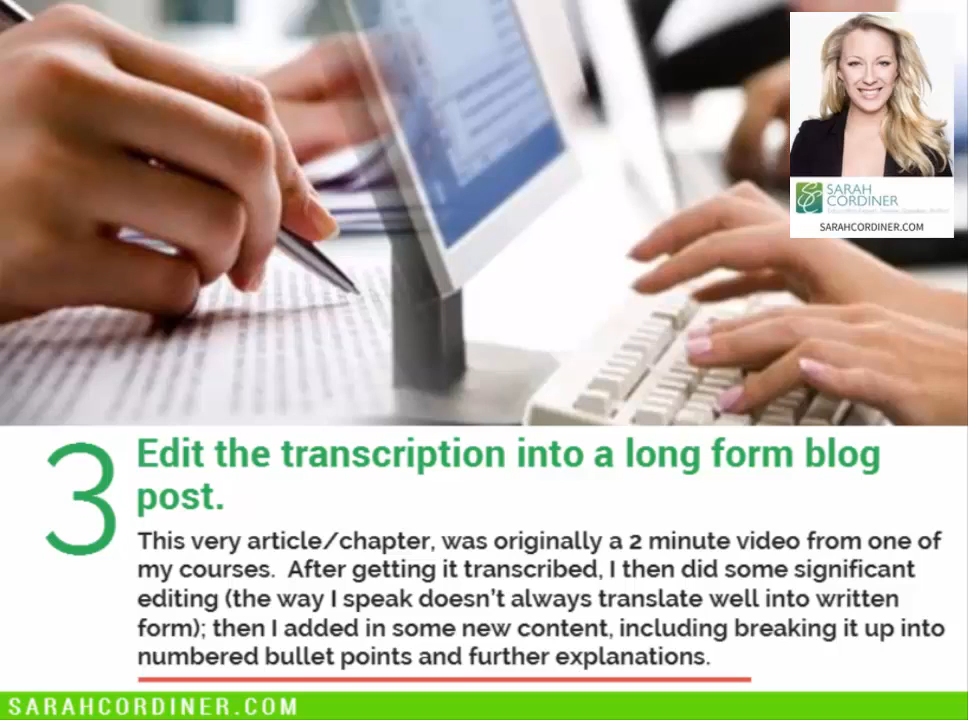 SARAH
CORDINER
SARAHCORDINER.COM
3
Edit the transcription into a long form blog
post.
This very article/chapter, was originally a 2 minute video from one of
my courses. After getting it transcribed, I then did some significant
editing (the way I speak doesn't always translate well into written
form); then I added in some new content, including breaking it up into
numbered bullet points and further explanations.
SARAHCORDINER.COM